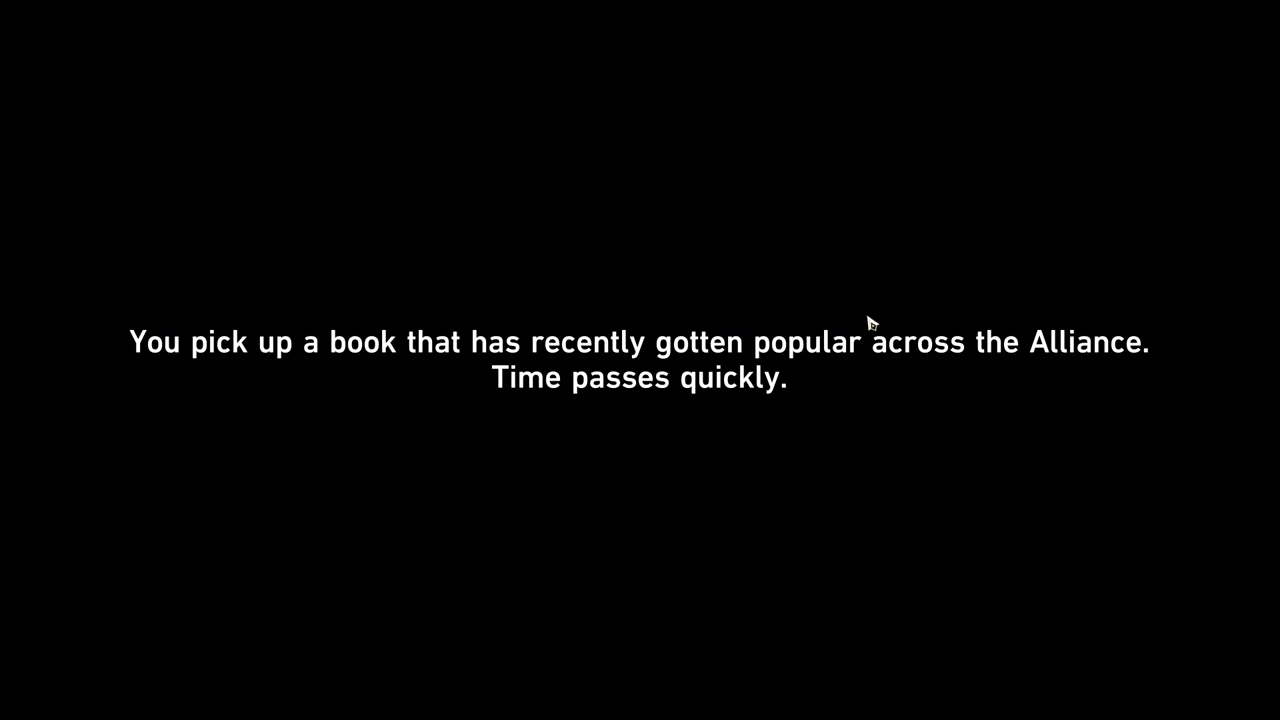 You pick up a book that has recently gotten popular across the Alliance.
Time passes quickly.